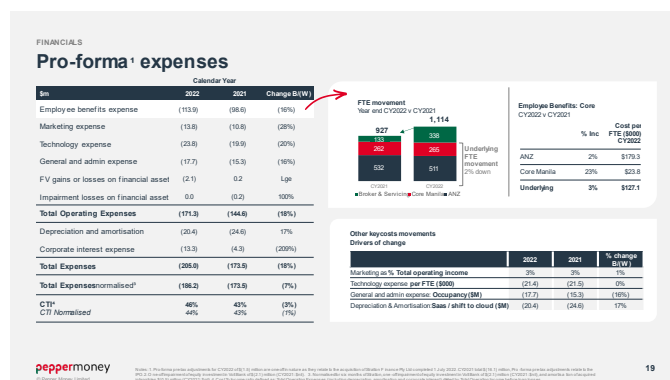 FINANCIALS
Pro-forma¹ expenses
Calendar Year
$m 2022 2021 Change B/(W)
Employee benefits expense (113.9) (98.6) (16%)
Marketing expense (13.8) (10.8) (28%)
Technology expense (23.8) (19.9) (20%)
General and admin expense (17.7) (15.3) (16%)
FV gains or losses on financial asset (2.1) 0.2 Lge
Impairment losses on financial asset 0.0 (0.2) 100%
Total Operating Expenses (171.3) (144.6) (18%)
Depreciation and amortisation (20.4) (24.6) 17%
Corporate interest expense (13.3) (4.3) (209%)
Total Expenses (205.0) (173.5) (18%)
Total Expenses normalised (186.2) (173.5) (7%)
CTI 46% 43% (3%)
CTI Normalised 44% 43% (1%)
FTE movement
Year end CY2022 v CY2021
927 1,114
133 338
262 265
532 511
CY2021 CY2022
Underlying
FTE
movement
2% down
Broker & Servicing Core Manila ANZ
Employee Benefits: Core
CY2022 v CY2021
% Inc Cost per FTE ($000) CY2022
ANZ 2% $179.3
Core Manila 23% $23.8
Underlying 3% $127.1
Other key costs movements
Drivers of change
2022 2021 % change B/(W)
Marketing as % Total operating income 3% 3% 1%
Technology expense per FTE ($000) (21.4) (21.5) 0%
General and admin expense: Occupancy ($M) (17.7) (15.3) (16%)
Depreciation & Amortisation: Saas / shift to cloud ($M) (20.4) (24.6) 17%
peppermoney
19